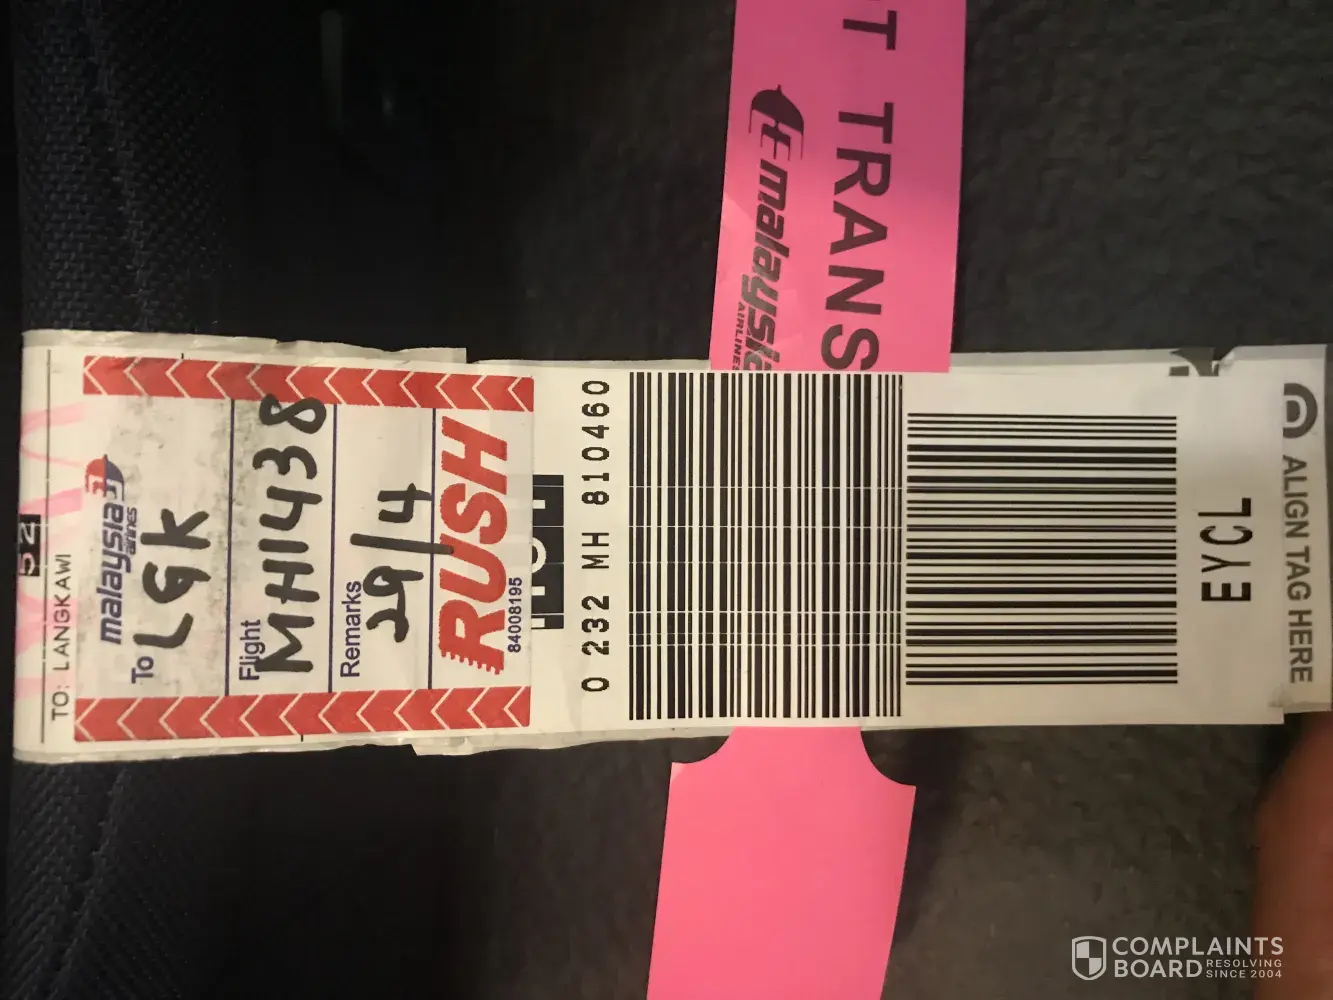 T TRANS
malaysia
AIRLINES
52
TO: LANGKAWI
malaysia
airlines
To LGK
Flight MH1438
Remarks 29/4
RUSH
84008195
0 232 MH 810460
EYCL
ALIGN TAG HERE
COMPLAINTS
BOARD RESOLVING
SINCE 2004